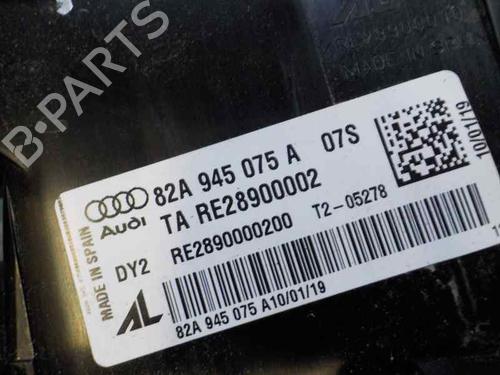 B-PARTS
MADE IN SPAIN
Audi
82A 945 075 A 07S
TA RE28900002
DY2
RE2890000200
T2-05278
10/01/19
AL
82A 945 075 A10/01/19